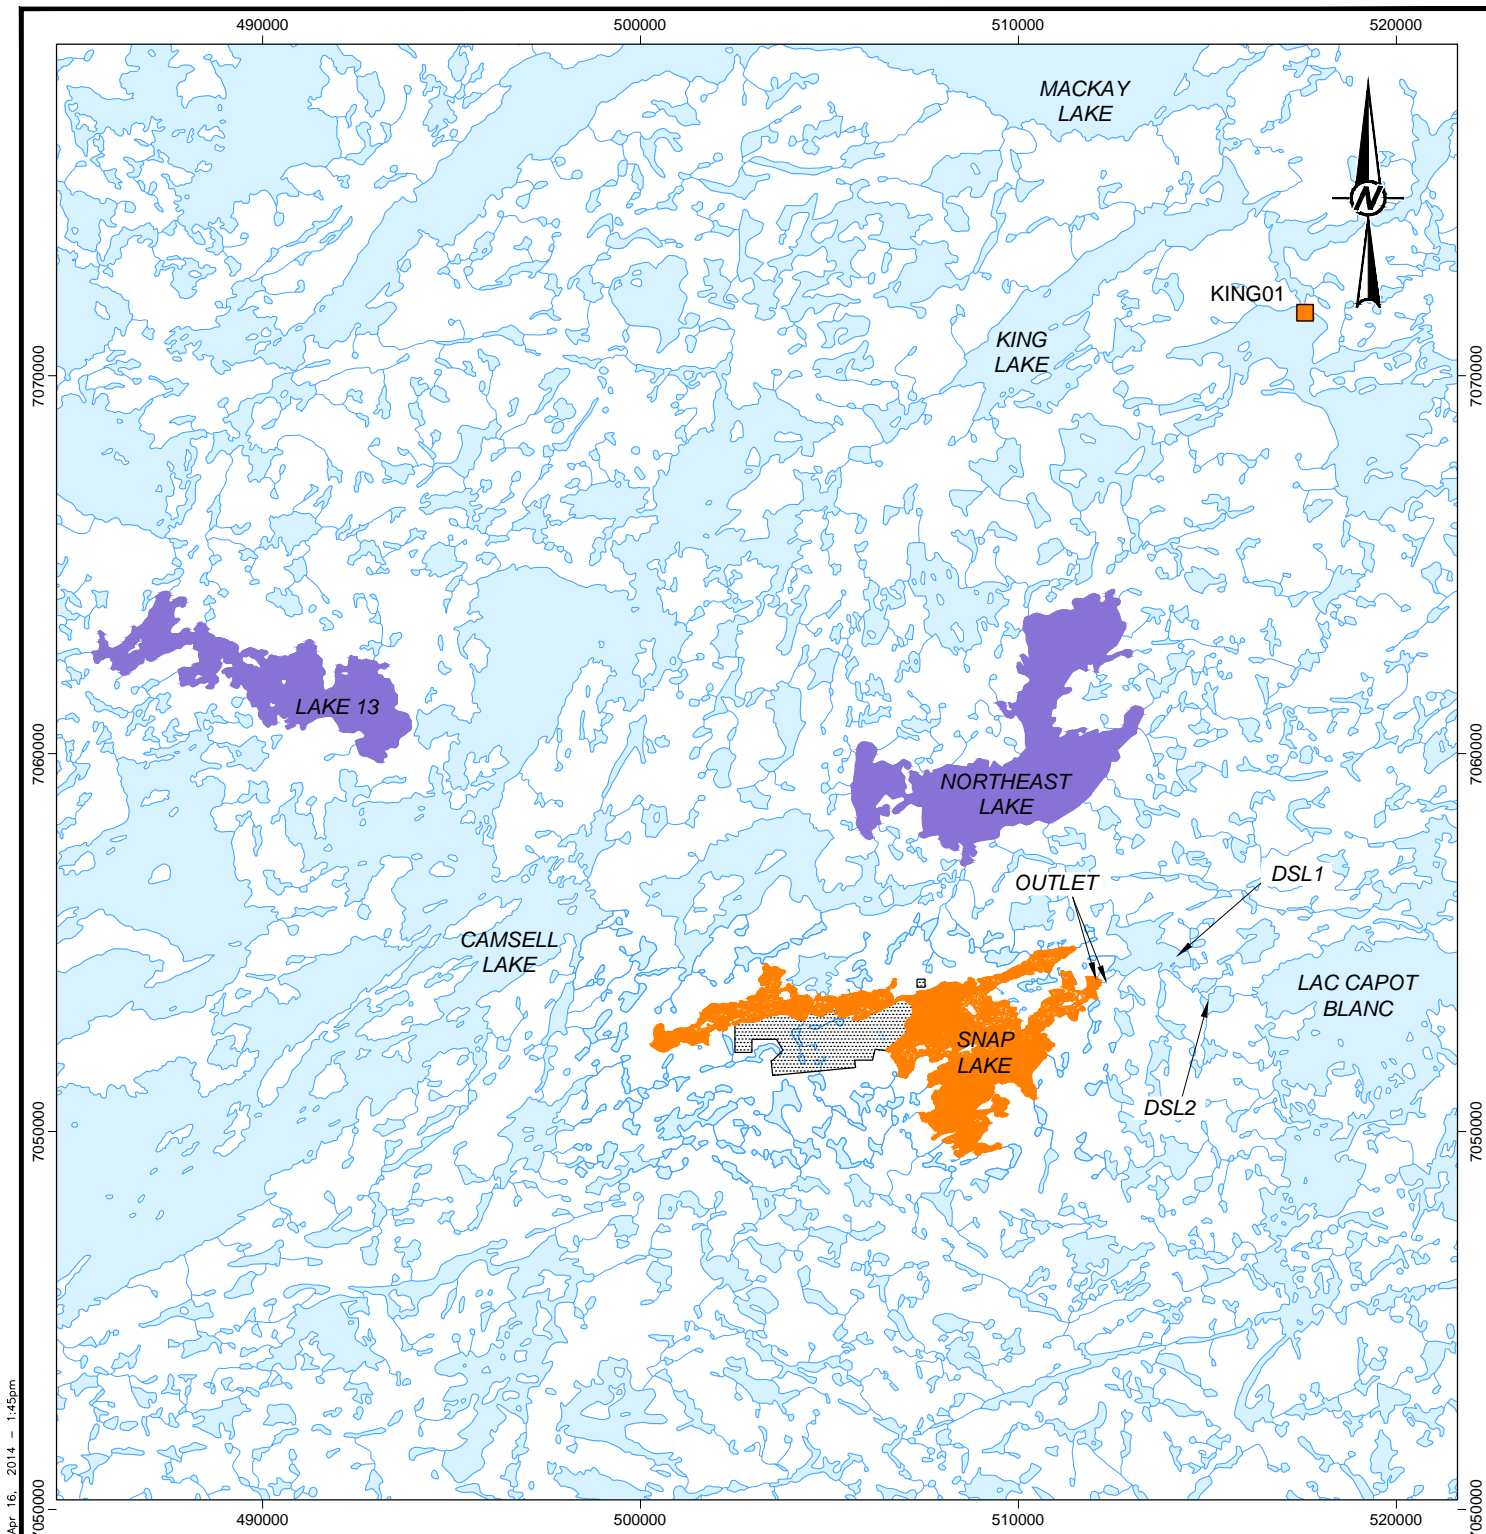 490000
500000
510000
520000
MACKAY
LAKE
N
KING01
KING
LAKE
7070000
7070000
LAKE 13
7060000
7060000
NORTHEAST
LAKE
OUTLET
DSL1
CAMSELL
LAKE
LAC CAPOT
BLANC
SNAP
LAKE
DSL2
7050000
7050000
Apr 16, 2014 – 1:45pm
7050000
7050000
490000
500000
510000
520000